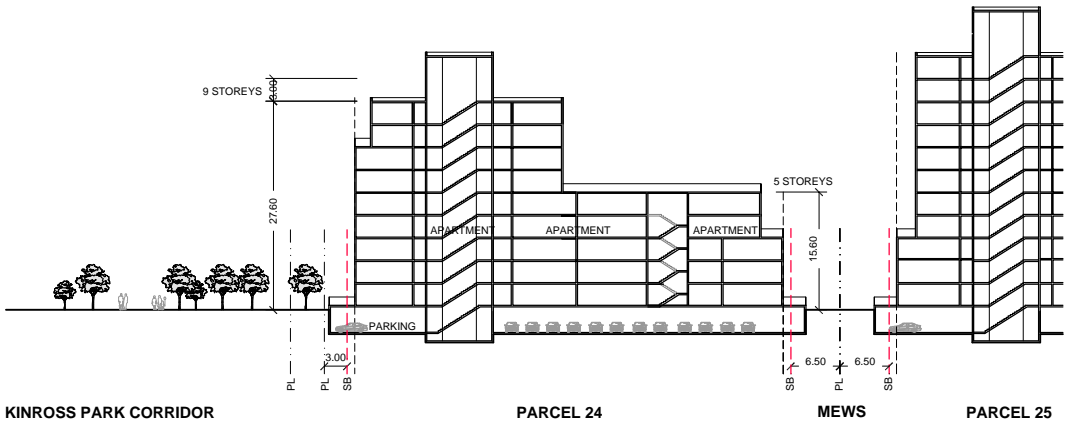 3.00
9 STOREYS
27.60
5 STOREYS
15.60
APARTMENT
APARTMENT
APARTMENT
PARKING
3.00
6.50
6.50
PL
PL
SB
SB
PL
SB
KINROSS PARK CORRIDOR
PARCEL 24
MEWS
PARCEL 25